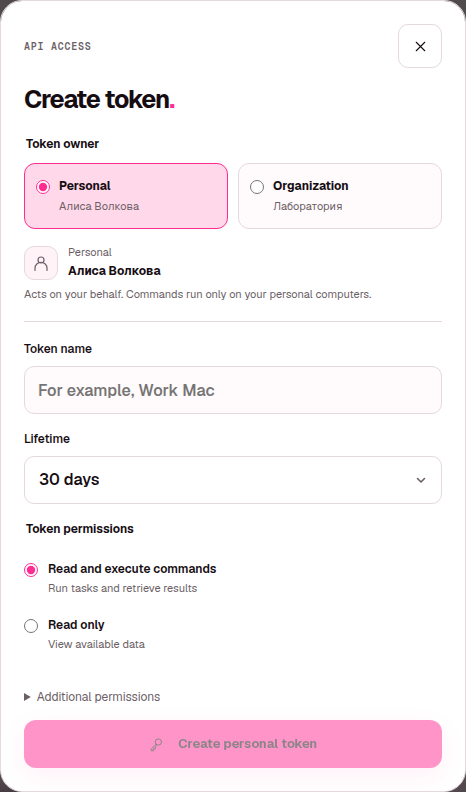 API ACCESS
Create token.
Token owner
Personal
Алиса Волкова
Organization
Лаборатория
Personal
Алиса Волкова
Acts on your behalf. Commands run only on your personal computers.
Token name
For example, Work Mac
Lifetime
30 days
Token permissions
Read and execute commands
Run tasks and retrieve results
Read only
View available data
Additional permissions
Create personal token